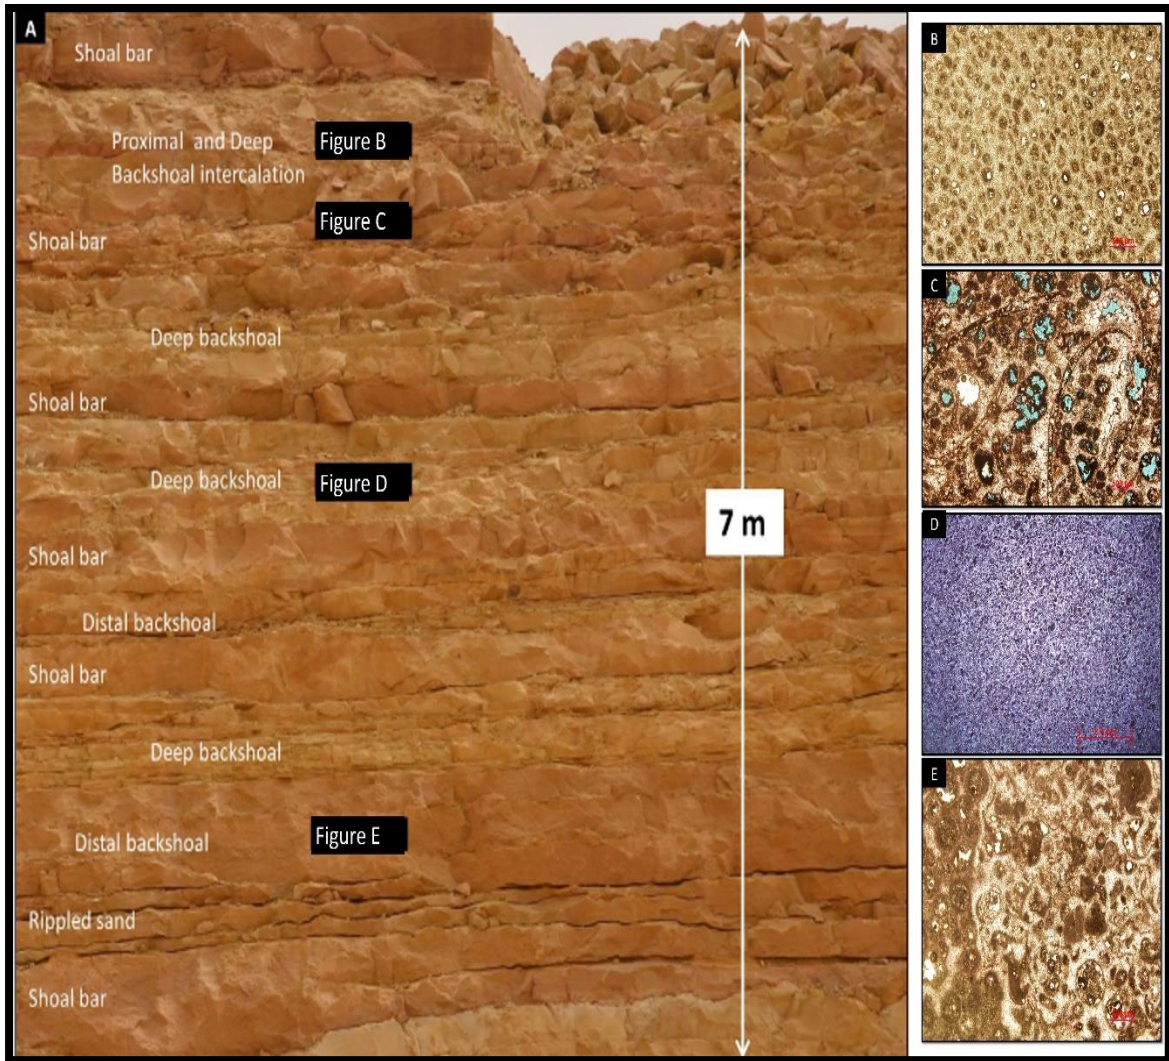 A
Shoal bar
Proximal and Deep
Backshoal intercalation
Figure B
Figure C
Shoal bar
Deep backshoal
Shoal bar
Deep backshoal
Figure D
7 m
Shoal bar
Distal backshoal
Shoal bar
Deep backshoal
Distal backshoal
Figure E
Rippled sand
Shoal bar
B
C
D
E